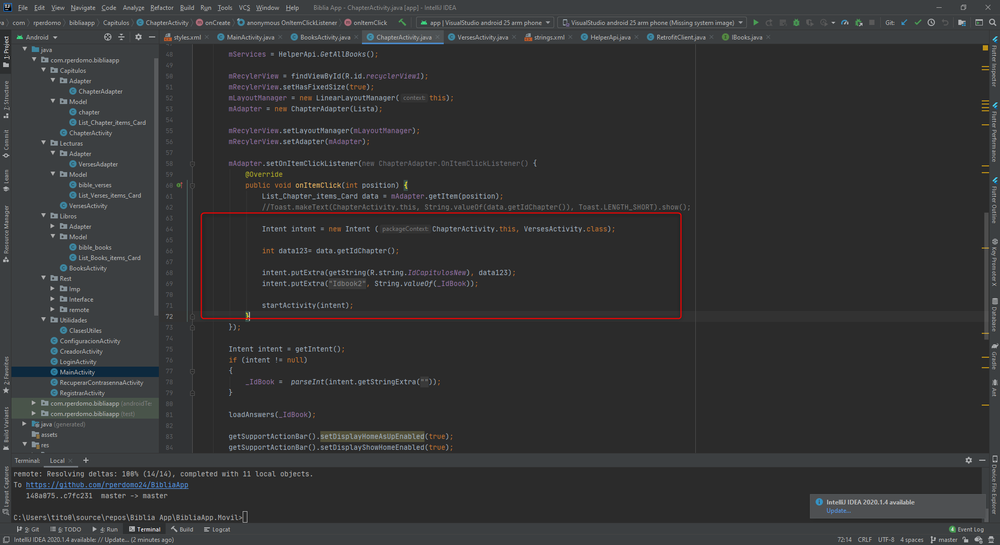 File Edit View Navigate Code Analyze Refactor Build Run Tools VCS Window Help Biblia App - ChapterActivity.java [app] - IntelliJ IDEA
va com rperdomo bibliaapp Capitulos ChapterActivity onCreate anonymous OnItemClickListener onItemClick app | VisualStudio android 25 arm phone VisualStudio android 25 arm phone (Missing system image) Git:
Android styles.xml MainActivity.java BooksActivity.java ChapterActivity.java VersesActivity.java strings.xml HelperApi.java RetrofitClient.java IBooks.java
1: Project
7: Structure
Commit
Learn
Resource Manager
2: Favorites
Build Variants
Layout Captures
java
com.rperdomo.bibliaapp
Capitulos
Adapter
ChapterAdapter
Model
chapter
List_Chapter_items_Card
ChapterActivity
Lecturas
Adapter
VersesAdapter
Model
bible_verses
List_Verses_items_Card
VersesActivity
Libros
Adapter
Model
bible_books
List_Books_items_Card
BooksActivity
Rest
Imp
Interface
remote
Utilidades
ClasesUtiles
ConfiguracionActivity
CreadorActivity
LoginActivity
MainActivity
RecuperarContrasennaActivity
RegistrarActivity
com.rperdomo.bibliaapp (androidTe
com.rperdomo.bibliaapp (test)
java (generated)
assets
res
48 mServices = HelperApi.GetAllBooks();
49
50 mRecylerView = findViewById(R.id.recyclerView1);
51 mRecylerView.setHasFixedSize(true);
52 mLayoutManager = new LinearLayoutManager( context: this);
53 mAdapter = new ChapterAdapter(Lista);
54
55 mRecylerView.setLayoutManager(mLayoutManager);
56 mRecylerView.setAdapter(mAdapter);
57
58 mAdapter.setOnItemClickListener(new ChapterAdapter.OnItemClickListener() {
59 @Override
60 public void onItemClick(int position) {
61 List_Chapter_items_Card data = mAdapter.getItem(position);
62 //Toast.makeText(ChapterActivity.this, String.valueOf(data.getIdChapter()), Toast.LENGTH_SHORT).show();
63
64 Intent intent = new Intent ( packageContext: ChapterActivity.this, VersesActivity.class);
65
66 int data123= data.getIdChapter();
67
68 intent.putExtra(getString(R.string.IdCapitulosNew), data123);
69 intent.putExtra("Idbook2", String.valueOf(_IdBook));
70
71 startActivity(intent);
72 }
73 });
74
75 Intent intent = getIntent();
76 if (intent != null)
77 {
78 _IdBook = parseInt(intent.getStringExtra(""));
79 }
80
81 loadAnswers(_IdBook);
82
83 getSupportActionBar().setDisplayHomeAsUpEnabled(true);
84 getSupportActionBar().setDisplayShowHomeEnabled(true);
Flutter Inspector
Flutter Performance
Flutter Outline
Key Promoter X
Database
Gradle
Ant
Device File Explorer
Terminal: Local
remote: Resolving deltas: 100% (14/14), completed with 11 local objects.
To https://github.com/rperdomo24/BibliaApp
148a075..c7fc231 master -> master
C:\Users\tito0\source\repos\Biblia App\BibliaApp.Movil>
IntelliJ IDEA 2020.1.4 available
Update...
9: Git 6: TODO 4: Run Terminal Build Logcat 4 Event Log
IntelliJ IDEA 2020.1.4 available: // Update... (2 minutes ago) 72:14 CRLF UTF-8 4 spaces master